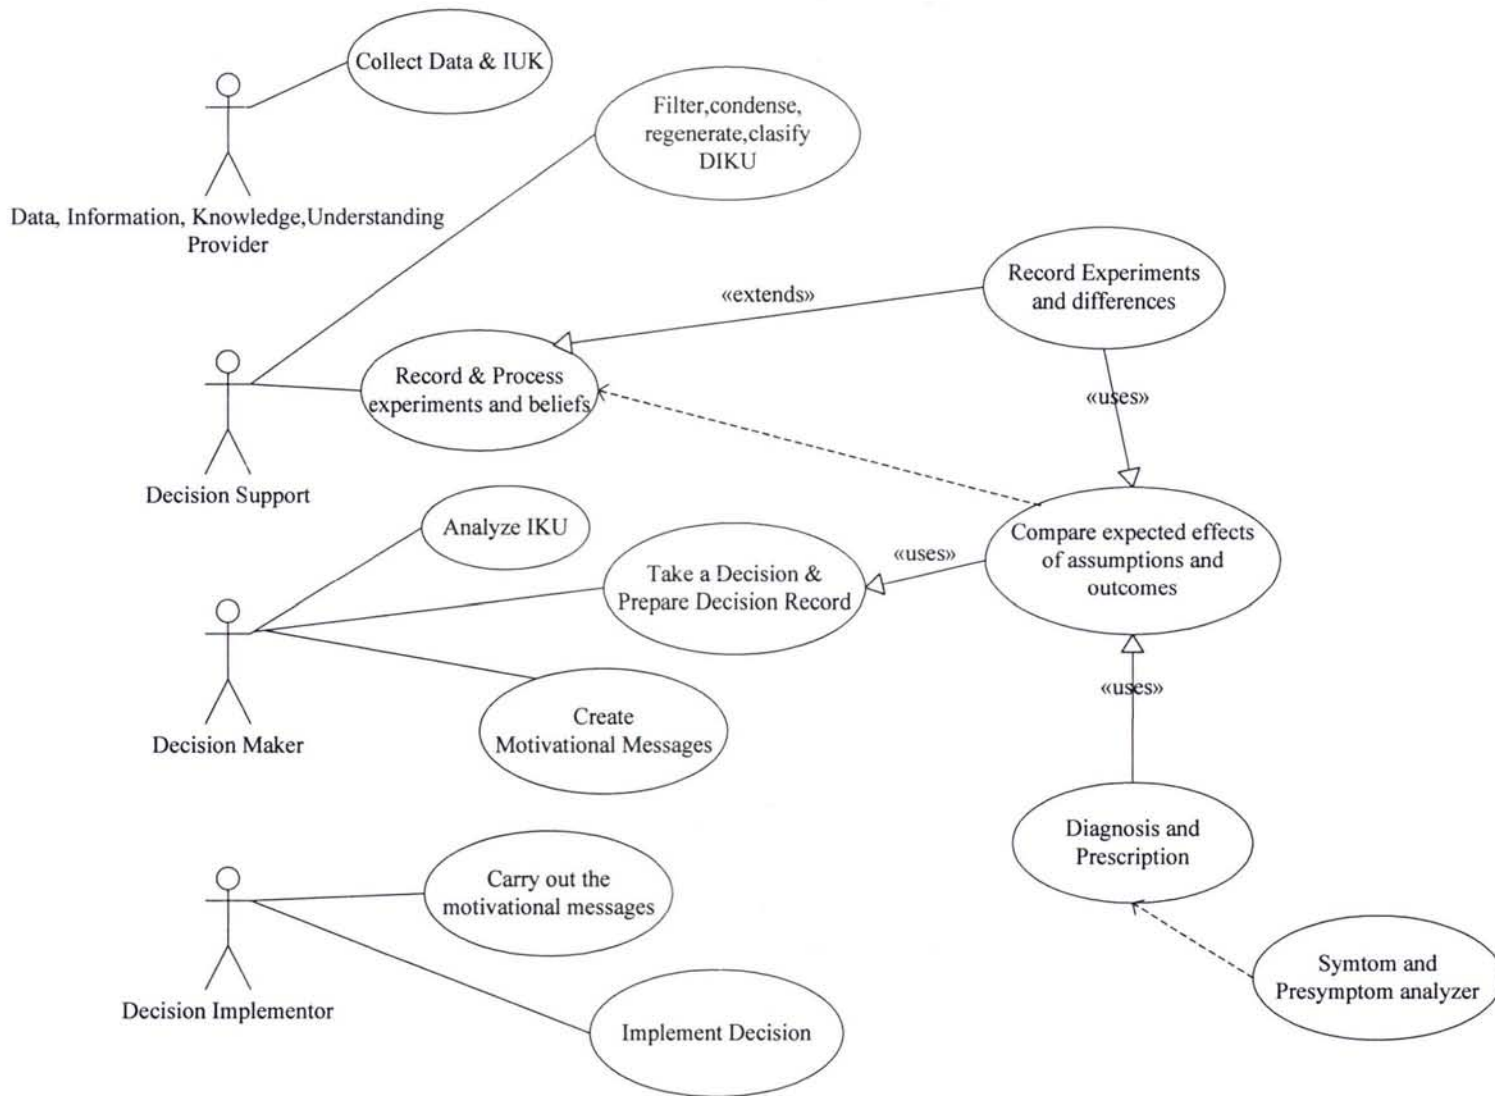 Collect Data & IUK
Filter,condense,
regenerate,clasify
DIKU
Data, Information, Knowledge,Understanding
Provider
Record Experiments
and differences
«extends»
Record & Process
experiments and beliefs
«uses»
Decision Support
Analyze IKU
Take a Decision &
Prepare Decision Record
«uses»
Compare expected effects
of assumptions and
outcomes
«uses»
Create
Motivational Messages
Decision Maker
Diagnosis and
Prescription
Carry out the
motivational messages
Symtom and
Presymptom analyzer
Decision Implementor
Implement Decision